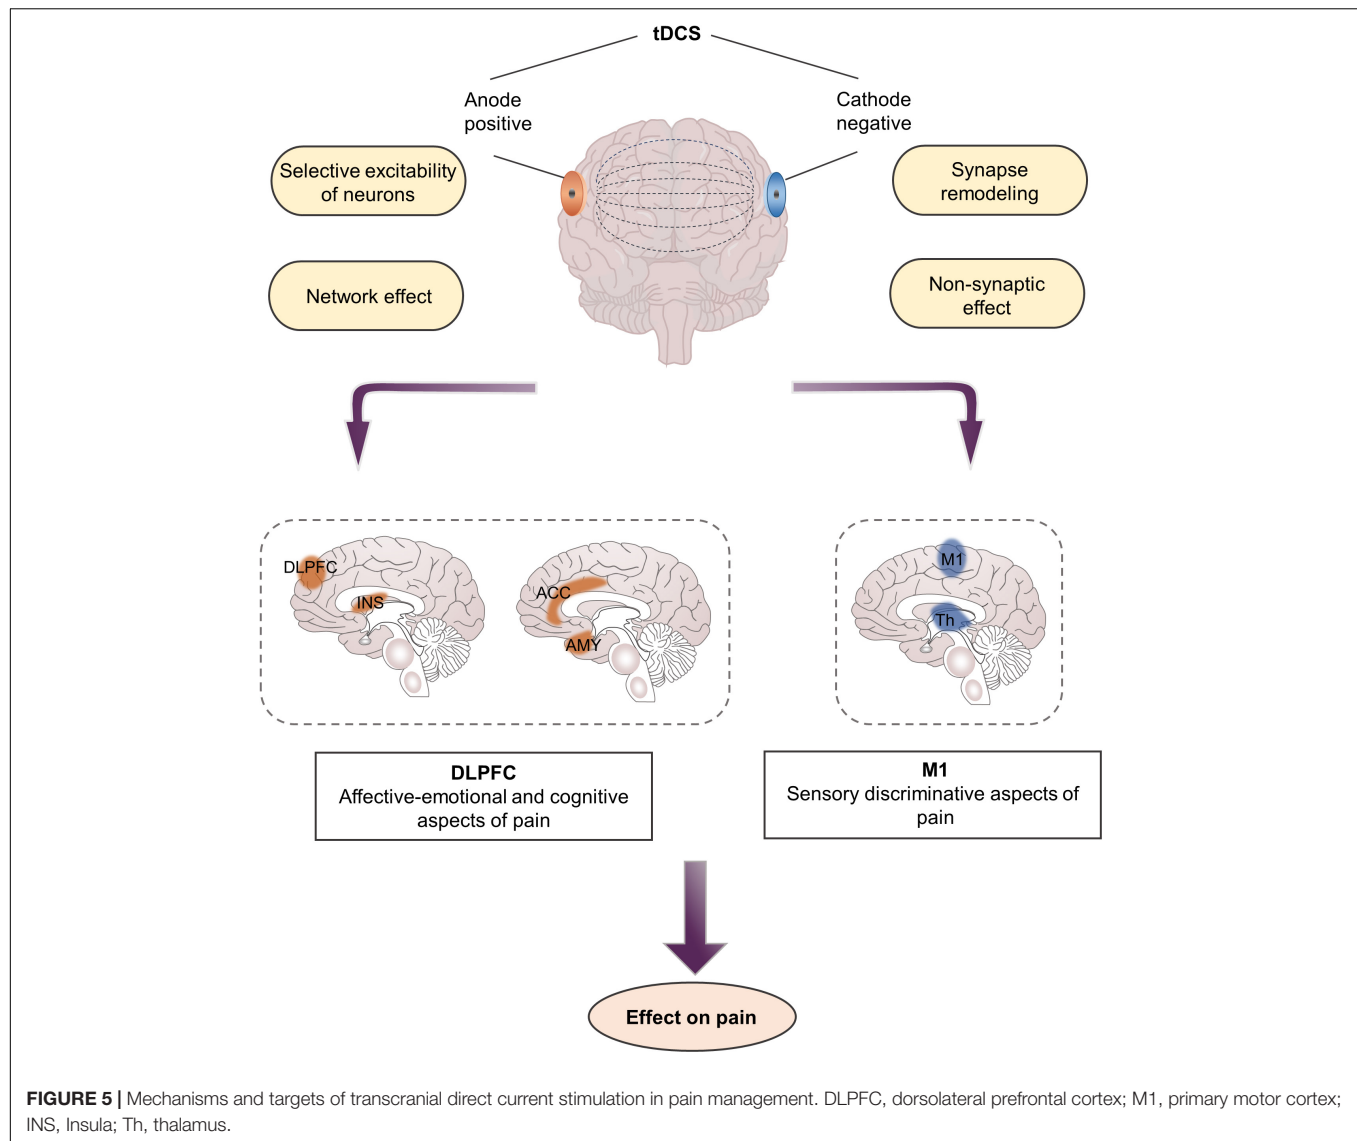 tDCS
Anode
positive
Cathode
negative
Selective excitability
of neurons
Synapse
remodeling
Network effect
Non-synaptic
effect
DLPFC
INS
ACC
AMY
M1
Th
DLPFC
Affective-emotional and cognitive
aspects of pain
M1
Sensory discriminative aspects of
pain
Effect on pain
FIGURE 5 | Mechanisms and targets of transcranial direct current stimulation in pain management. DLPFC, dorsolateral prefrontal cortex; M1, primary motor cortex;
INS, Insula; Th, thalamus.